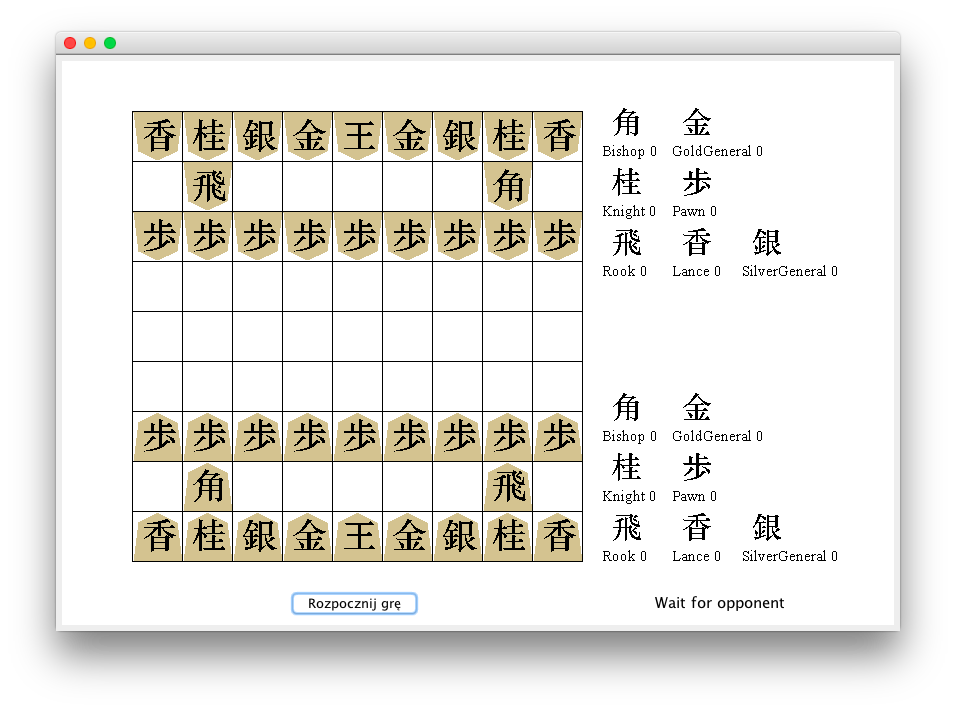 香桂銀金王金銀桂香
飛角
歩歩歩歩歩歩歩歩歩
歩歩歩歩歩歩歩歩歩
角飛
香桂銀金王金銀桂香
角 金
Bishop 0 GoldGeneral 0
桂 歩
Knight 0 Pawn 0
飛 香 銀
Rook 0 Lance 0 SilverGeneral 0
角 金
Bishop 0 GoldGeneral 0
桂 歩
Knight 0 Pawn 0
飛 香 銀
Rook 0 Lance 0 SilverGeneral 0
Rozpocznij grę
Wait for opponent